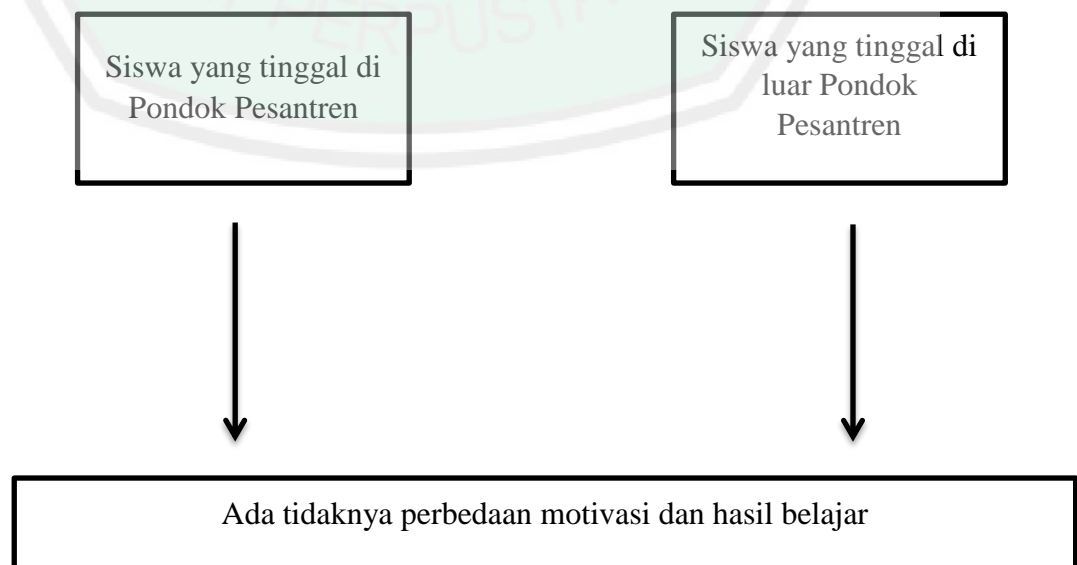 PERPUST
Siswa yang tinggal di
Pondok Pesantren
Siswa yang tinggal di
luar Pondok
Pesantren
Ada tidaknya perbedaan motivasi dan hasil belajar